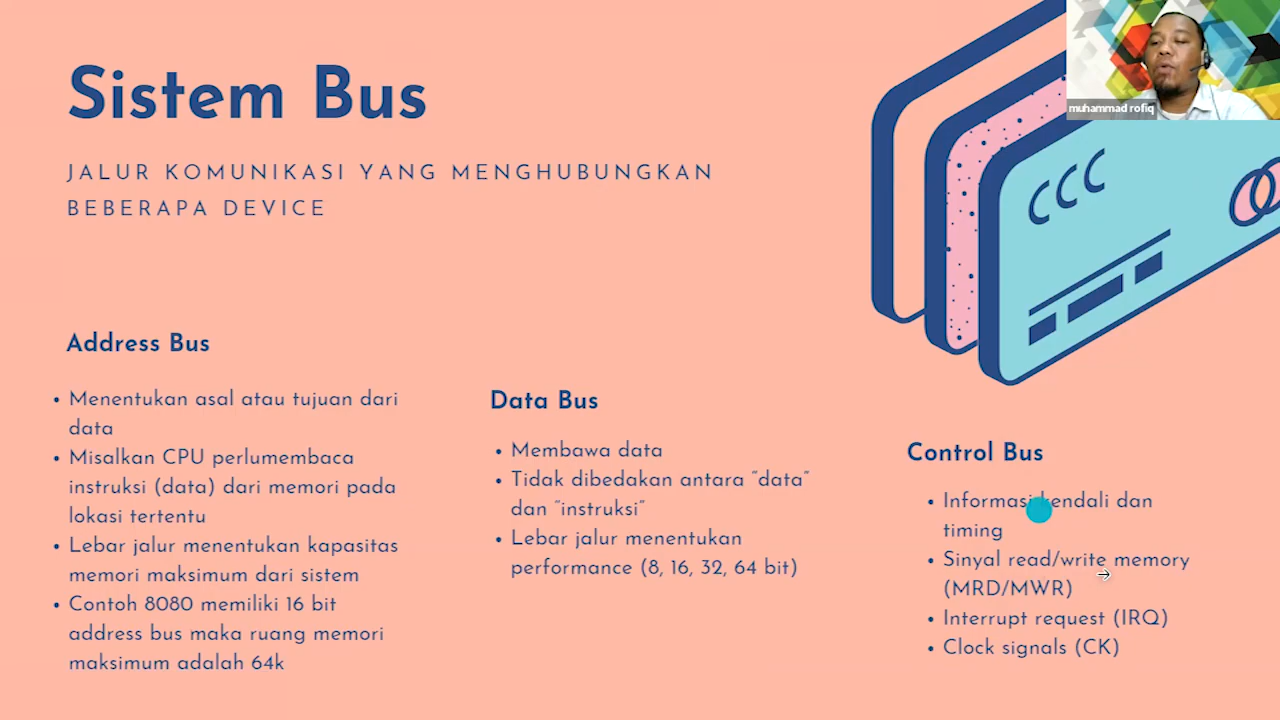 Sistem Bus
JALUR KOMUNIKASI YANG MENGHUBUNGKAN
BEBERAPA DEVICE
muhammad rofiq
CCC
Address Bus
• Menentukan asal atau tujuan dari
data
• Misalkan CPU perlumembaca
instruksi (data) dari memori pada
lokasi tertentu
• Lebar jalur menentukan kapasitas
memori maksimum dari sistem
• Contoh 8080 memiliki 16 bit
address bus maka ruang memori
maksimum adalah 64k
Data Bus
• Membawa data
• Tidak dibedakan antara "data"
dan "instruksi"
• Lebar jalur menentukan
performance (8, 16, 32, 64 bit)
Control Bus
• Informasi kendali dan
timing
• Sinyal read/write memory
(MRD/MWR)
• Interrupt request (IRQ)
• Clock signals (CK)